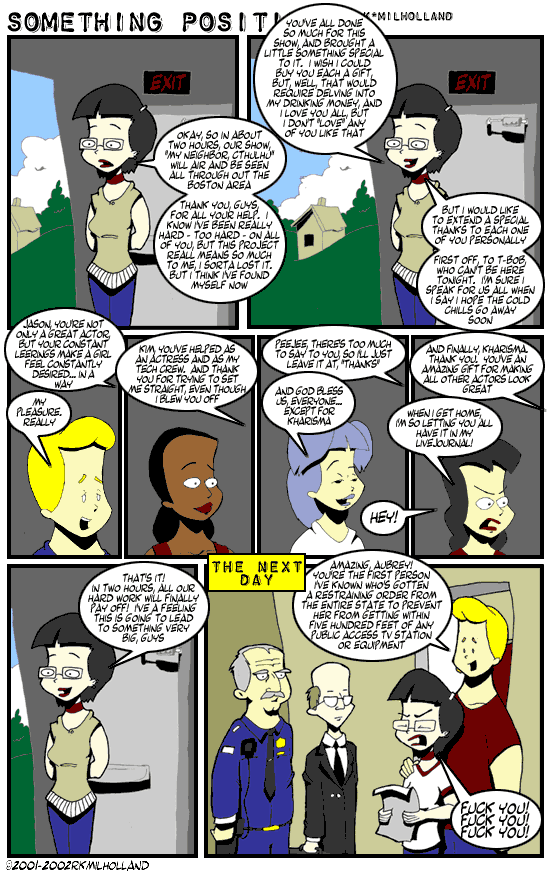 SOMETHING POSITI
K*MILHOLLAND
EXIT
OKAY, SO IN ABOUT
TWO HOURS, OUR SHOW,
"MY NEIGHBOR, CTHULHU"
WILL AIR AND BE SEEN
ALL THROUGH OUT THE
BOSTON AREA
THANK YOU, GUYS,
FOR ALL YOUR HELP. I
KNOW I'VE BEEN REALLY
HARD - TOO HARD - ON ALL
OF YOU, BUT THIS PROJECT
REALL MEANS SO MUCH
TO ME, I SORTA LOST IT.
BUT I THINK I'VE FOUND
MYSELF NOW
YOU'VE ALL DONE
SO MUCH FOR THIS
SHOW, AND BROUGHT A
LITTLE SOMETHING SPECIAL
TO IT. I WISH I COULD
BUY YOU EACH A GIFT,
BUT, WELL, THAT WOULD
REQUIRE DELVING INTO
MY DRINKING MONEY, AND
I LOVE YOU ALL, BUT
I DON'T "LOVE" ANY
OF YOU LIKE THAT
EXIT
BUT I WOULD LIKE
TO EXTEND A SPECIAL
THANKS TO EACH ONE
OF YOU PERSONALLY
FIRST OFF, TO T-BOB,
WHO CAN'T BE HERE
TONIGHT. I'M SURE I
SPEAK FOR US ALL WHEN
I SAY I HOPE THE COLD
CHILLS GO AWAY
SOON
JASON, YOU'RE NOT
ONLY A GREAT ACTOR,
BUT YOUR CONSTANT
LEERINGS MAKE A GIRL
FEEL CONSTANTLY
DESIRED... IN A
WAY
MY
PLEASURE.
REALLY
KIM, YOU'VE HELPED AS
AN ACTRESS AND AS MY
TECH CREW. AND THANK
YOU FOR TRYING TO SET
ME STRAIGHT, EVEN THOUGH
I BLEW YOU OFF
PEEJEE, THERE'S TOO MUCH
TO SAY TO YOU, SO I'LL JUST
LEAVE IT AT, "THANKS"
AND GOD BLESS
US, EVERYONE...
EXCEPT FOR
KHARISMA
HEY!
AND FINALLY, KHARISMA.
THANK YOU. YOU'VE AN
AMAZING GIFT FOR MAKING
ALL OTHER ACTORS LOOK
GREAT
WHEN I GET HOME,
I'M SO LETTING YOU ALL
HAVE IT IN MY
LIVEJOURNAL!
THAT'S IT!
IN TWO HOURS, ALL OUR
HARD WORK WILL FINALLY
PAY OFF! I'VE A FEELING
THIS IS GOING TO LEAD
TO SOMETHING VERY
BIG, GUYS
THE NEXT
DAY
AMAZING, AUBREY!
YOU'RE THE FIRST PERSON
I'VE KNOWN WHO'S GOTTEN
A RESTRAINING ORDER FROM
THE ENTIRE STATE TO PREVENT
HER FROM GETTING WITHIN
FIVE HUNDRED FEET OF ANY
PUBLIC ACCESS TV STATION
OR EQUIPMENT
FUCK YOU!
FUCK YOU!
FUCK YOU!
©2001-2002RKMILHOLLAND